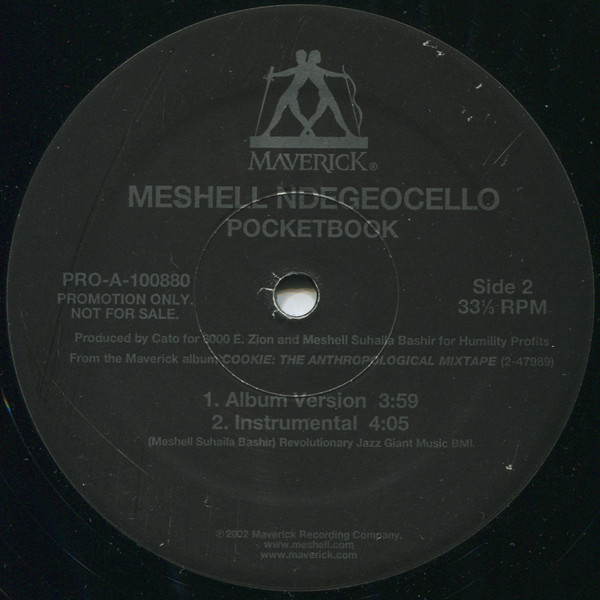 MAVERICK®
MESHELL NDEGEOCELLO
POCKETBOOK
PRO-A-100880
PROMOTION ONLY.
NOT FOR SALE.
Side 2
33⅓ RPM
Produced by Cato for 6000 E. Zion and Meshell Suhaila Bashir for Humility Profits.
From the Maverick album COOKIE: THE ANTHROPOLOGICAL MIXTAPE (2-47989)
1. Album Version 3:59
2. Instrumental 4:05
(Meshell Suhaila Bashir) Revolutionary Jazz Giant Music BMI.
℗2002 Maverick Recording Company.
www.meshell.com
www.maverick.com